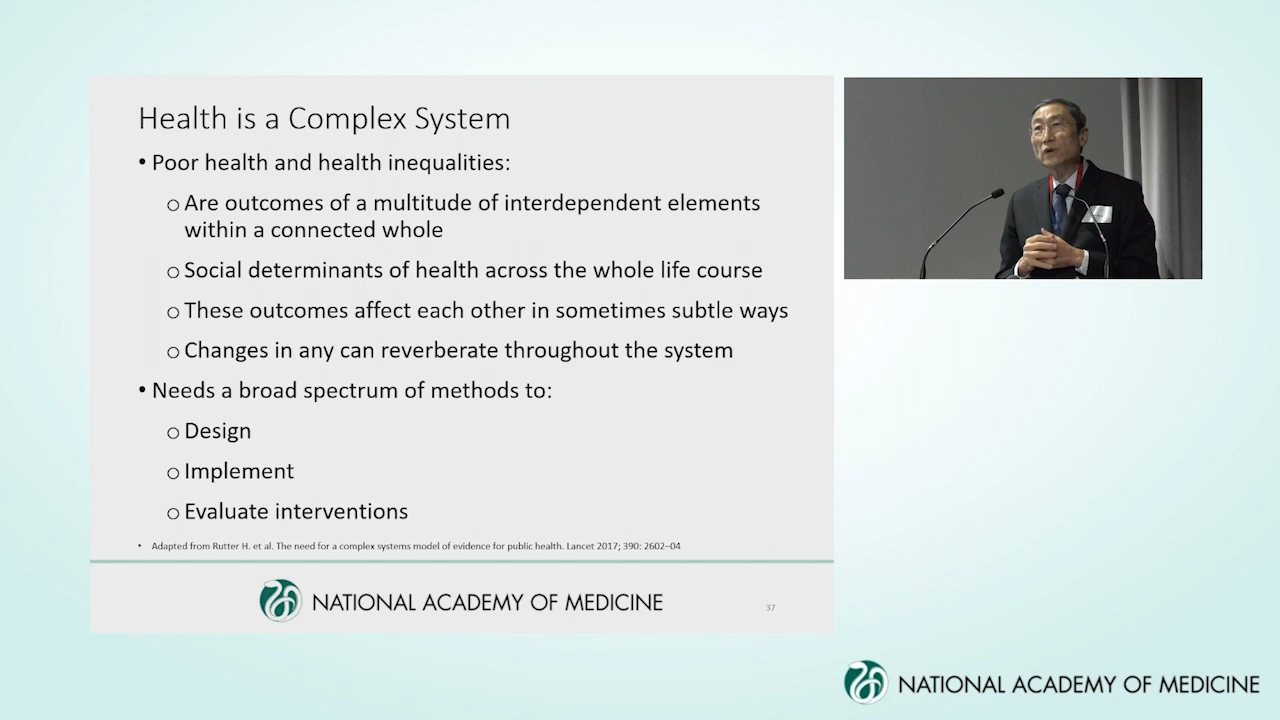 Health is a Complex System
• Poor health and health inequalities:
o Are outcomes of a multitude of interdependent elements
within a connected whole
o Social determinants of health across the whole life course
o These outcomes affect each other in sometimes subtle ways
o Changes in any can reverberate throughout the system
• Needs a broad spectrum of methods to:
o Design
o Implement
o Evaluate interventions
• Adapted from Rutter H. et al. The need for a complex systems model of evidence for public health. Lancet 2017; 390: 2602–04
NATIONAL ACADEMY OF MEDICINE
37
NATIONAL ACADEMY OF MEDICINE